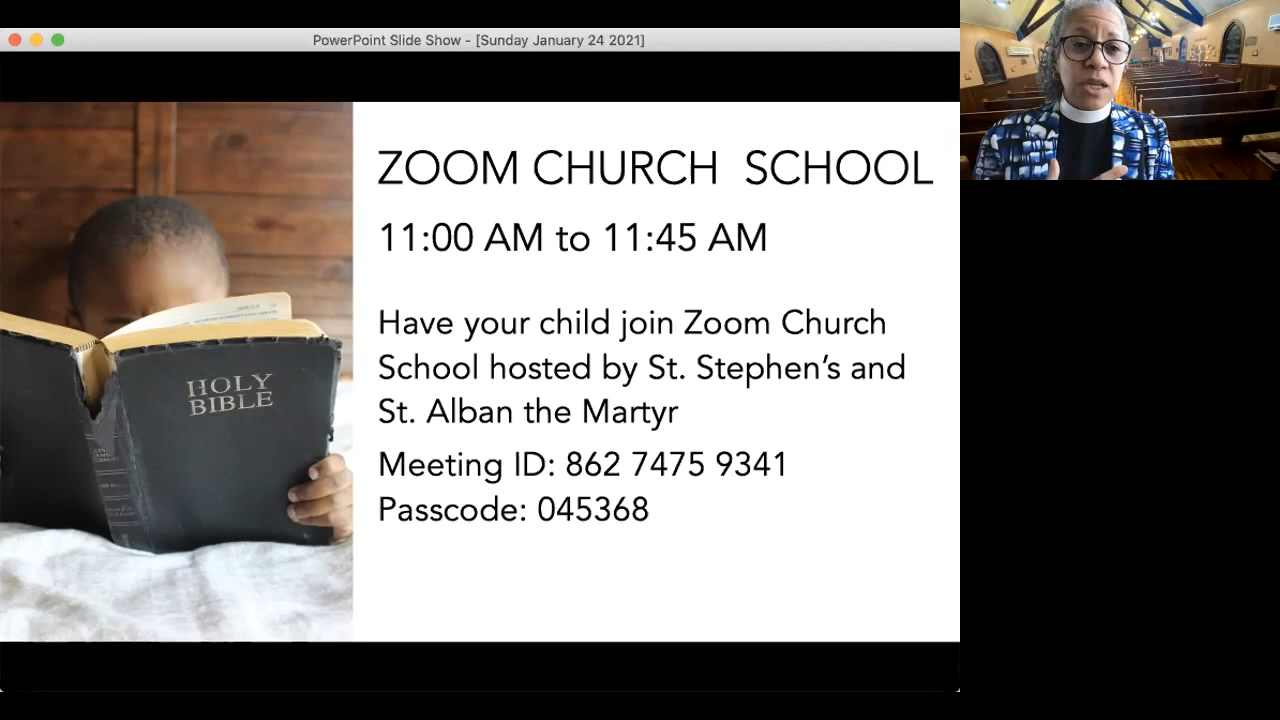 PowerPoint Slide Show - [Sunday January 24 2021]
ZOOM CHURCH SCHOOL
11:00 AM to 11:45 AM
Have your child join Zoom Church
School hosted by St. Stephen’s and
St. Alban the Martyr
Meeting ID: 862 7475 9341
Passcode: 045368
HOLY
BIBLE